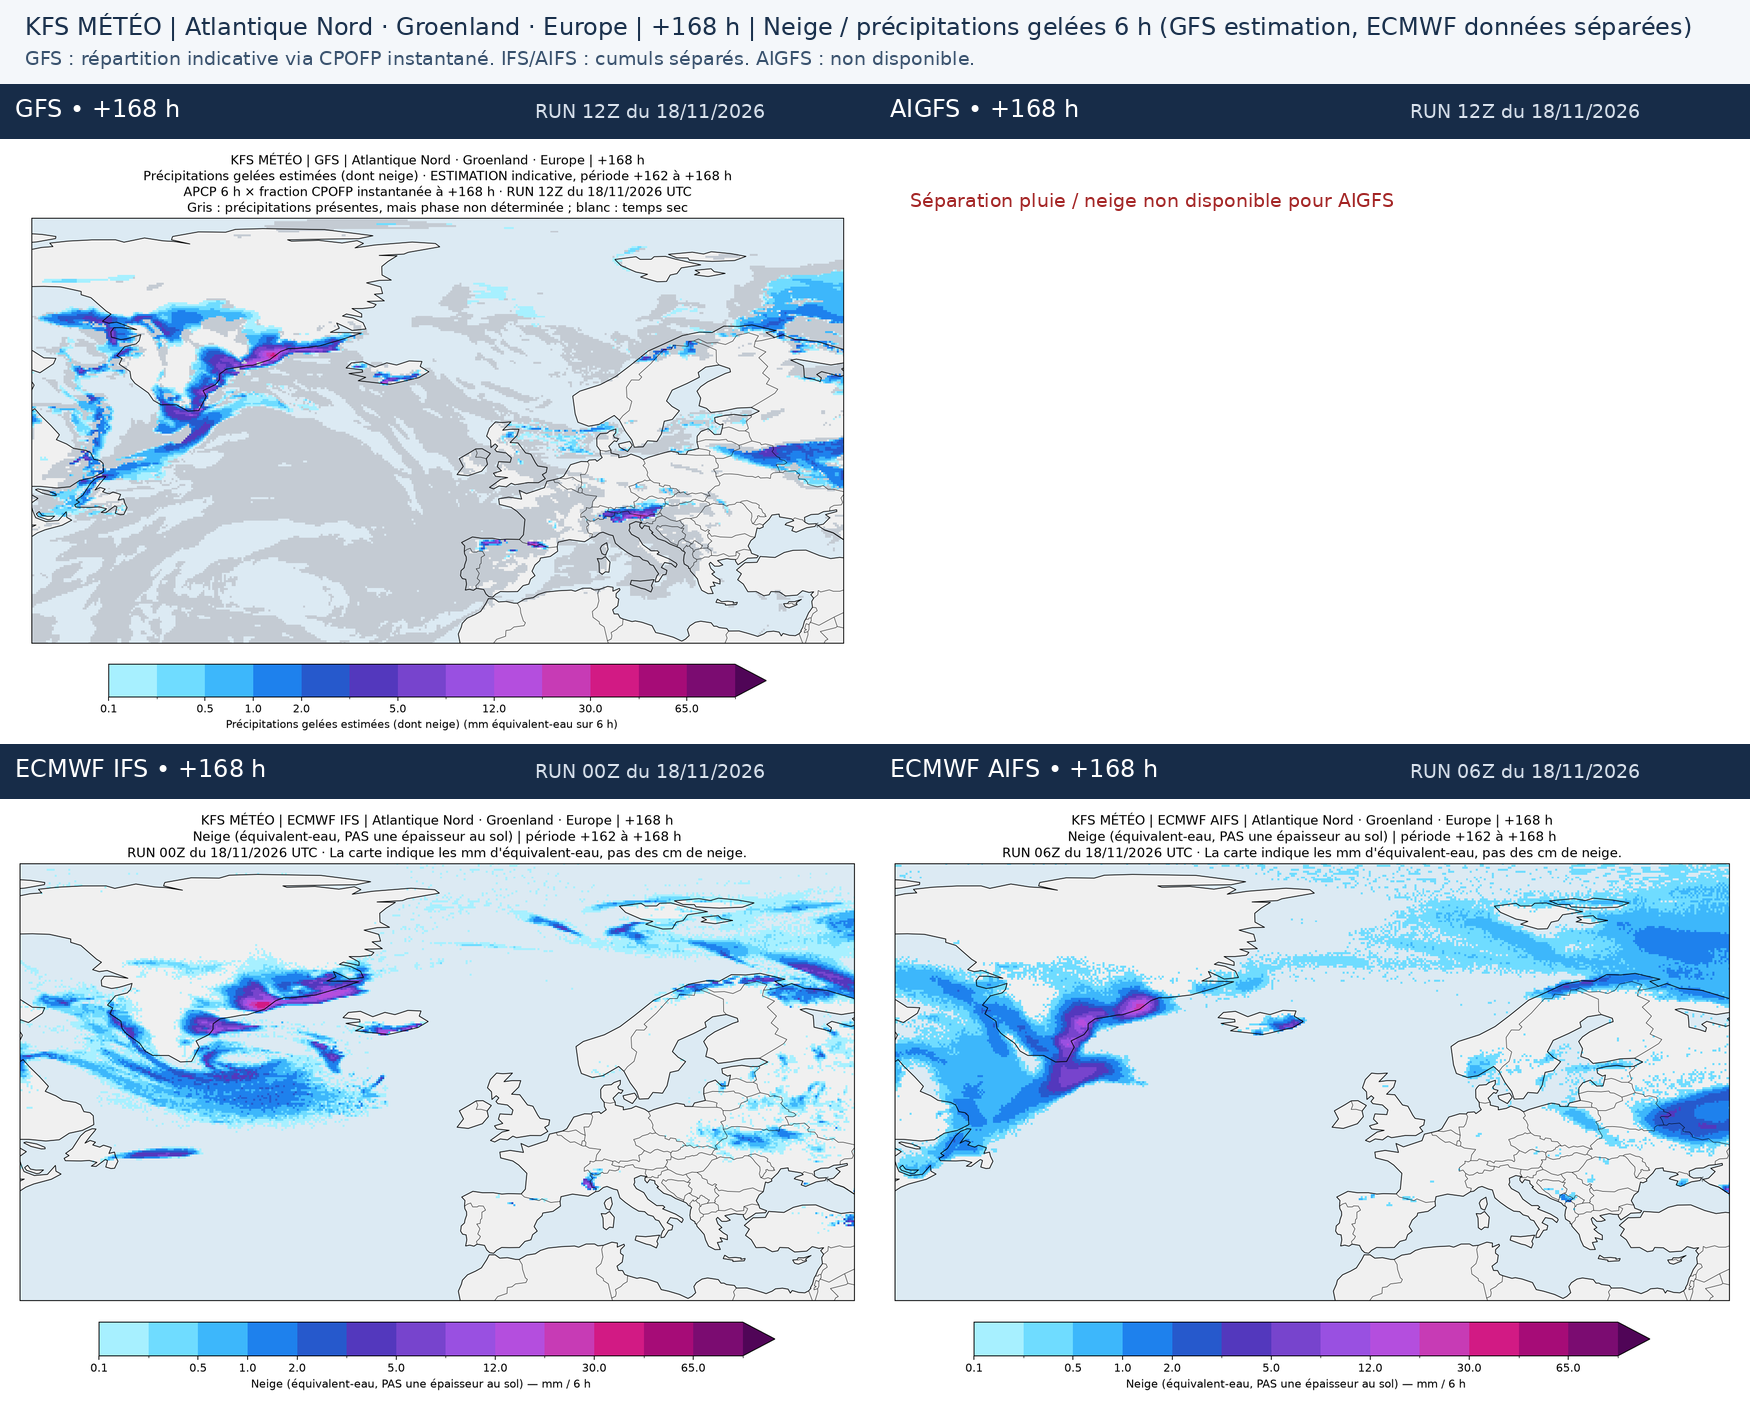 KFS MÉTÉO | Atlantique Nord · Groenland · Europe | +168 h | Neige / précipitations gelées 6 h (GFS estimation, ECMWF données séparées)
GFS : répartition indicative via CPOFP instantané. IFS/AIFS : cumuls séparés. AIGFS : non disponible.
GFS • +168 h
RUN 12Z du 18/11/2026
AIGFS • +168 h
RUN 12Z du 18/11/2026
KFS MÉTÉO | GFS | Atlantique Nord · Groenland · Europe | +168 h
Précipitations gelées estimées (dont neige) · ESTIMATION indicative, période +162 à +168 h
APCP 6 h × fraction CPOFP instantanée à +168 h · RUN 12Z du 18/11/2026 UTC
Gris : précipitations présentes, mais phase non déterminée ; blanc : temps sec
Séparation pluie / neige non disponible pour AIGFS
0.1 0.5 1.0 2.0 5.0 12.0 30.0 65.0
Précipitations gelées estimées (dont neige) (mm équivalent-eau sur 6 h)
ECMWF IFS • +168 h
RUN 00Z du 18/11/2026
ECMWF AIFS • +168 h
RUN 06Z du 18/11/2026
KFS MÉTÉO | ECMWF IFS | Atlantique Nord · Groenland · Europe | +168 h
Neige (équivalent-eau, PAS une épaisseur au sol) | période +162 à +168 h
RUN 00Z du 18/11/2026 UTC · La carte indique les mm d'équivalent-eau, pas des cm de neige.
KFS MÉTÉO | ECMWF AIFS | Atlantique Nord · Groenland · Europe | +168 h
Neige (équivalent-eau, PAS une épaisseur au sol) | période +162 à +168 h
RUN 06Z du 18/11/2026 UTC · La carte indique les mm d'équivalent-eau, pas des cm de neige.
0.1 0.5 1.0 2.0 5.0 12.0 30.0 65.0
Neige (équivalent-eau, PAS une épaisseur au sol) — mm / 6 h
0.1 0.5 1.0 2.0 5.0 12.0 30.0 65.0
Neige (équivalent-eau, PAS une épaisseur au sol) — mm / 6 h